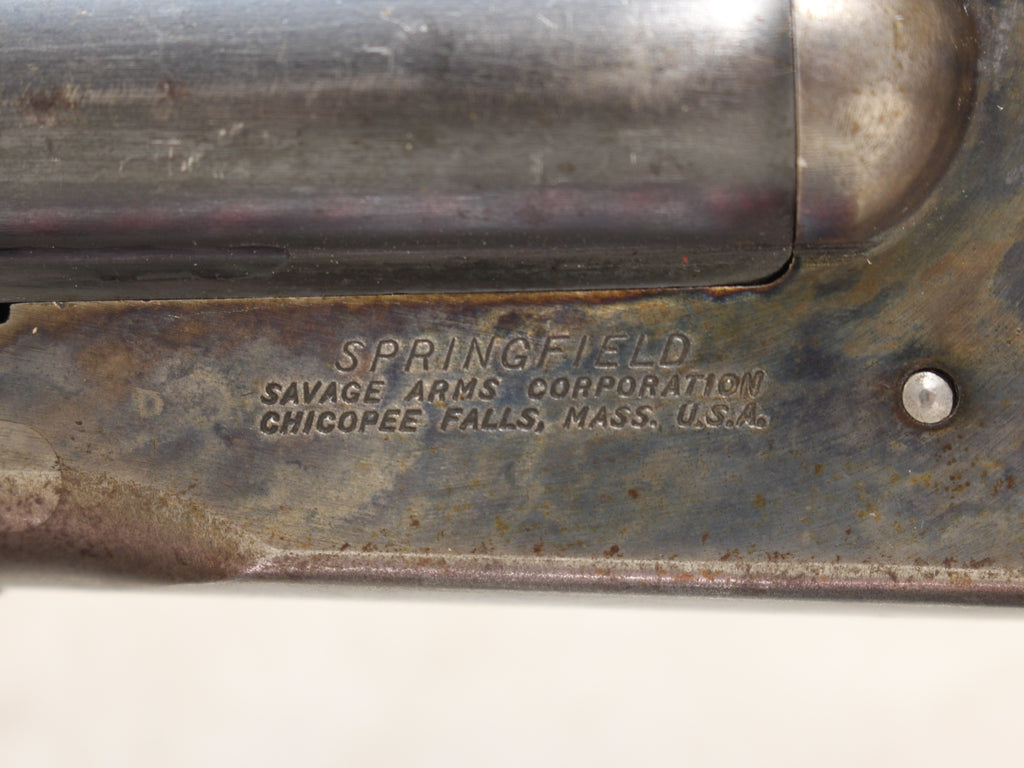 SPRINGFIELD
SAVAGE ARMS CORPORATION
CHICOPEE FALLS, MASS. U.S.A.